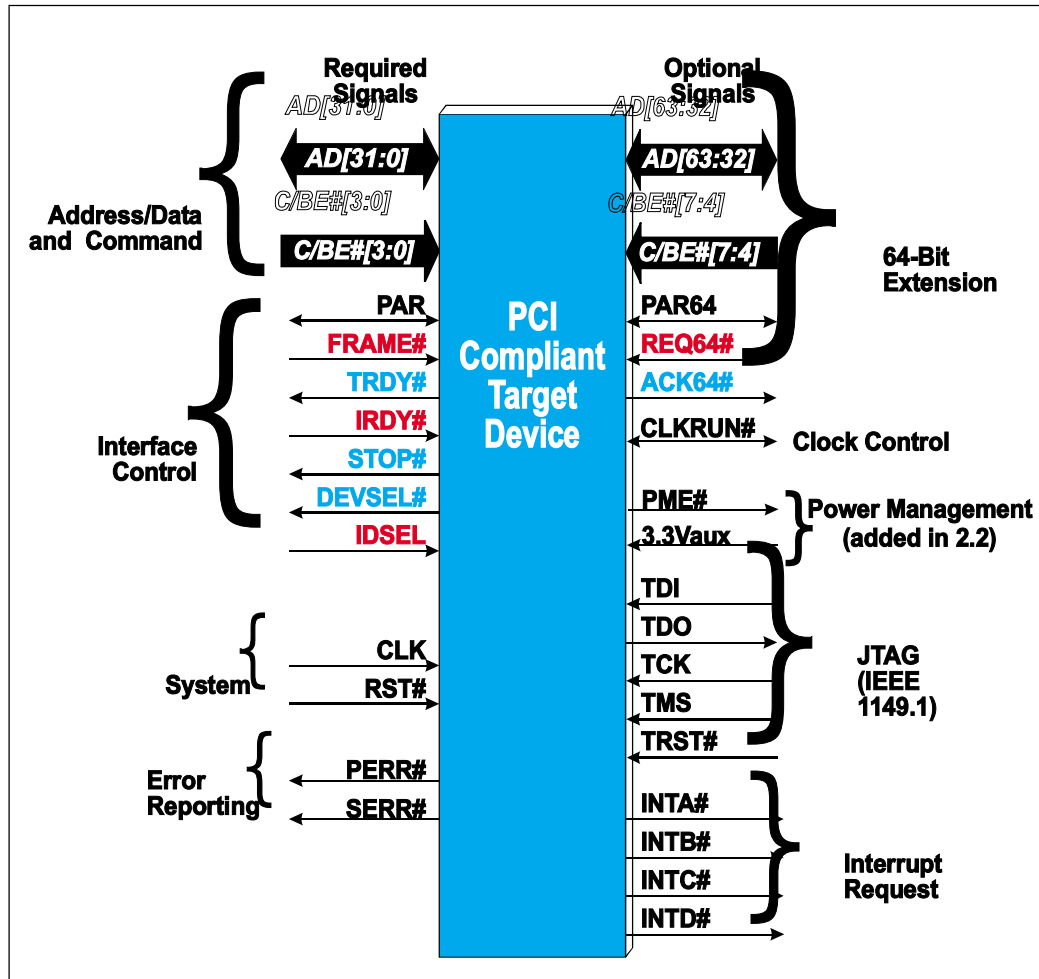 Required
Signals
AD[31:0]
AD[31:0]
C/BE#[3:0]
C/BE#[3:0]
Address/Data
and Command
PAR
FRAME#
TRDY#
IRDY#
STOP#
DEVSEL#
IDSEL
Interface
Control
CLK
RST#
System
PERR#
SERR#
Error
Reporting
PCI
Compliant
Target
Device
Optional
Signals
AD[63:32]
AD[63:32]
C/BE#[7:4]
C/BE#[7:4]
64-Bit
Extension
PAR64
REQ64#
ACK64#
CLKRUN#
Clock Control
PME#
3.3Vaux
Power Management
(added in 2.2)
TDI
TDO
TCK
TMS
TRST#
JTAG
(IEEE
1149.1)
INTA#
INTB#
INTC#
INTD#
Interrupt
Request